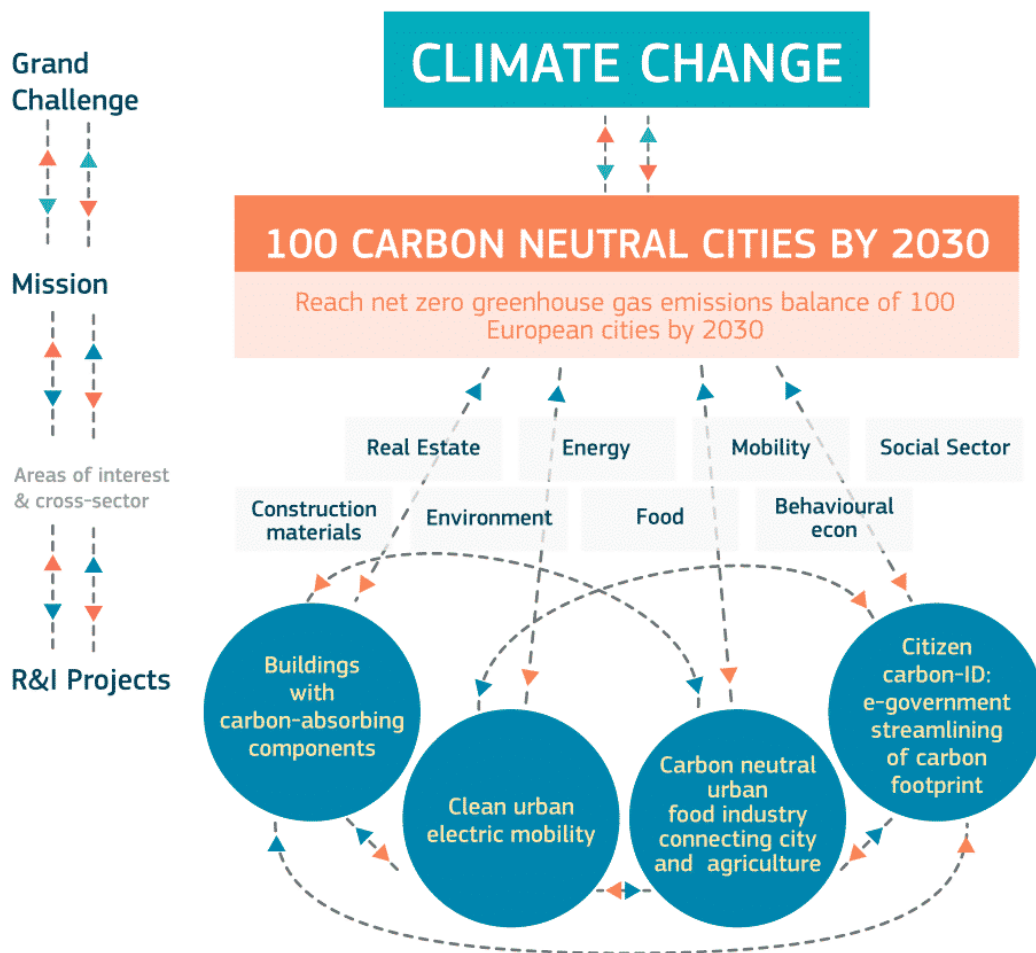 Grand
Challenge
CLIMATE CHANGE
100 CARBON NEUTRAL CITIES BY 2030
Reach net zero greenhouse gas emissions balance of 100
European cities by 2030
Mission
Real Estate
Energy
Mobility
Social Sector
Areas of interest
& cross-sector
Construction
materials
Environment
Food
Behavioural
econ
R&I Projects
Buildings
with
carbon-absorbing
components
Clean urban
electric mobility
Carbon neutral
urban
food industry
connecting city
and agriculture
Citizen
carbon-ID:
e-government
streamlining
of carbon
footprint